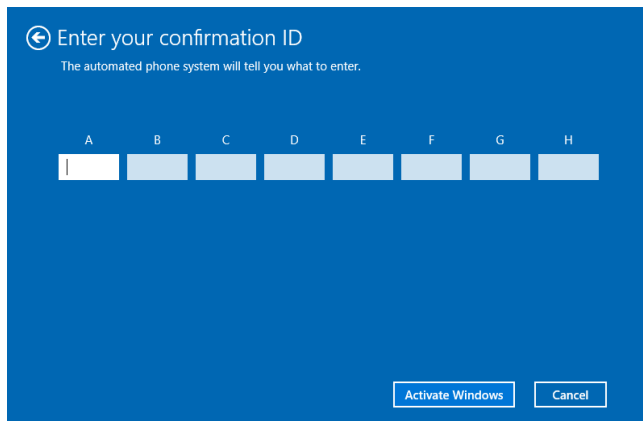 Enter your confirmation ID
The automated phone system will tell you what to enter.
A B C D E F G H
Activate Windows Cancel